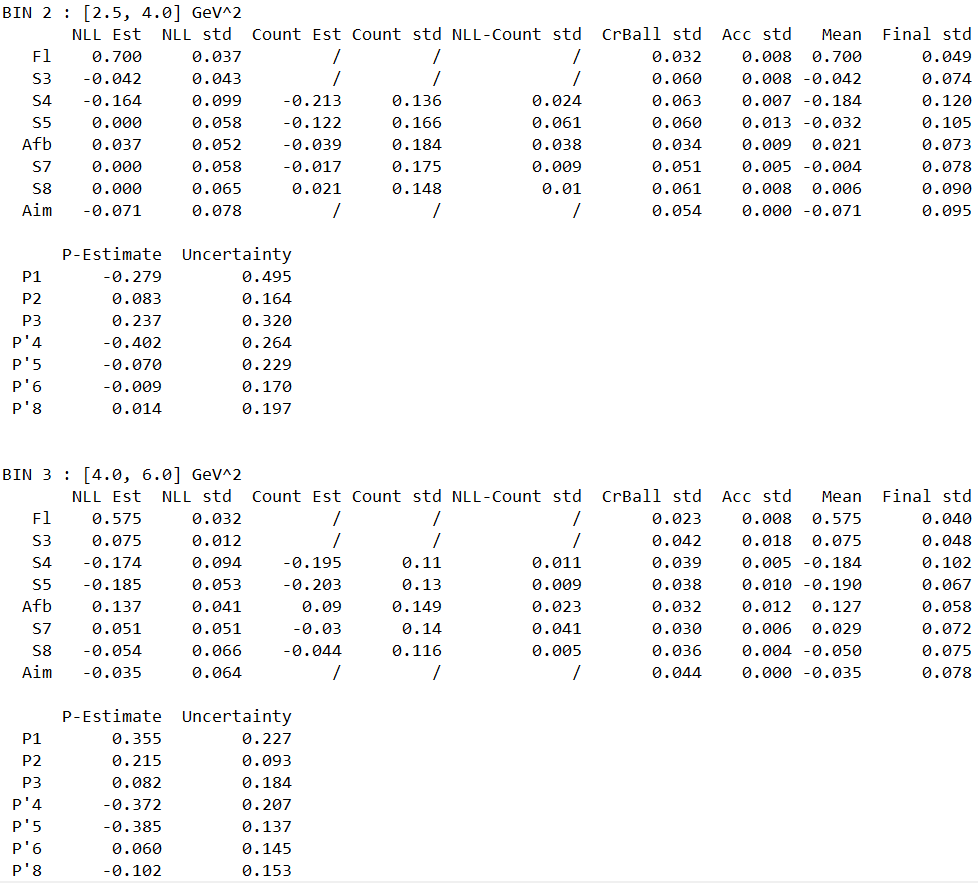 BIN 2 : [2.5, 4.0] GeV^2
NLL Est NLL std Count Est Count std NLL-Count std CrBall std Acc std Mean Final std
Fl 0.700 0.037 / / / 0.032 0.008 0.700 0.049
S3 -0.042 0.043 / / / 0.060 0.008 -0.042 0.074
S4 -0.164 0.099 -0.213 0.136 0.024 0.063 0.007 -0.184 0.120
S5 0.000 0.058 -0.122 0.166 0.061 0.060 0.013 -0.032 0.105
Afb 0.037 0.052 -0.039 0.184 0.038 0.034 0.009 0.021 0.073
S7 0.000 0.058 -0.017 0.175 0.009 0.051 0.005 -0.004 0.078
S8 0.000 0.065 0.021 0.148 0.01 0.061 0.008 0.006 0.090
Aim -0.071 0.078 / / / 0.054 0.000 -0.071 0.095
P-Estimate Uncertainty
P1 -0.279 0.495
P2 0.083 0.164
P3 0.237 0.320
P'4 -0.402 0.264
P'5 -0.070 0.229
P'6 -0.009 0.170
P'8 0.014 0.197
BIN 3 : [4.0, 6.0] GeV^2
NLL Est NLL std Count Est Count std NLL-Count std CrBall std Acc std Mean Final std
Fl 0.575 0.032 / / / 0.023 0.008 0.575 0.040
S3 0.075 0.012 / / / 0.042 0.018 0.075 0.048
S4 -0.174 0.094 -0.195 0.11 0.011 0.039 0.005 -0.184 0.102
S5 -0.185 0.053 -0.203 0.13 0.009 0.038 0.010 -0.190 0.067
Afb 0.137 0.041 0.09 0.149 0.023 0.032 0.012 0.127 0.058
S7 0.051 0.051 -0.03 0.14 0.041 0.030 0.006 0.029 0.072
S8 -0.054 0.066 -0.044 0.116 0.005 0.036 0.004 -0.050 0.075
Aim -0.035 0.064 / / / 0.044 0.000 -0.035 0.078
P-Estimate Uncertainty
P1 0.355 0.227
P2 0.215 0.093
P3 0.082 0.184
P'4 -0.372 0.207
P'5 -0.385 0.137
P'6 0.060 0.145
P'8 -0.102 0.153